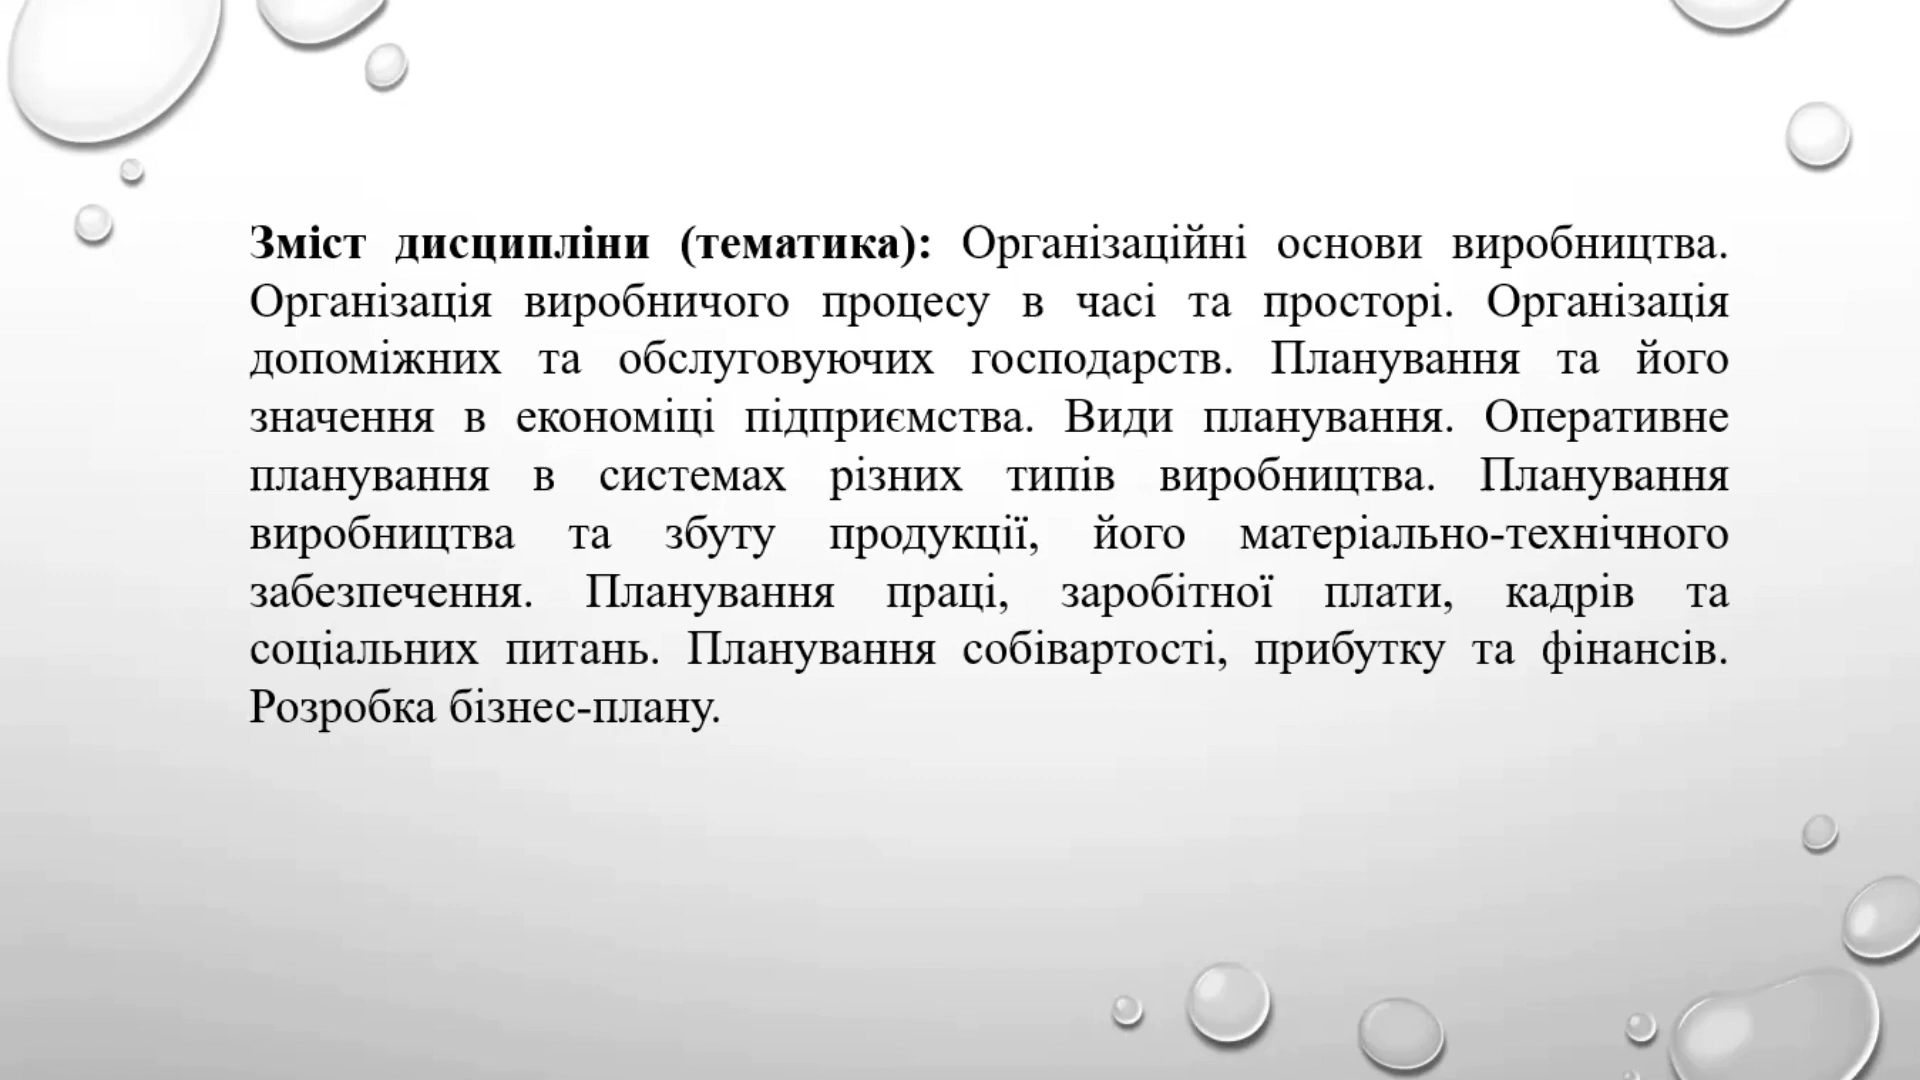 Зміст дисципліни (тематика): Організаційні основи виробництва.
Організація виробничого процесу в часі та просторі. Організація
допоміжних та обслуговуючих господарств. Планування та його
значення в економіці підприємства. Види планування. Оперативне
планування в системах різних типів виробництва. Планування
виробництва та збуту продукції, його матеріально-технічного
забезпечення. Планування праці, заробітної плати, кадрів та
соціальних питань. Планування собівартості, прибутку та фінансів.
Розробка бізнес-плану.